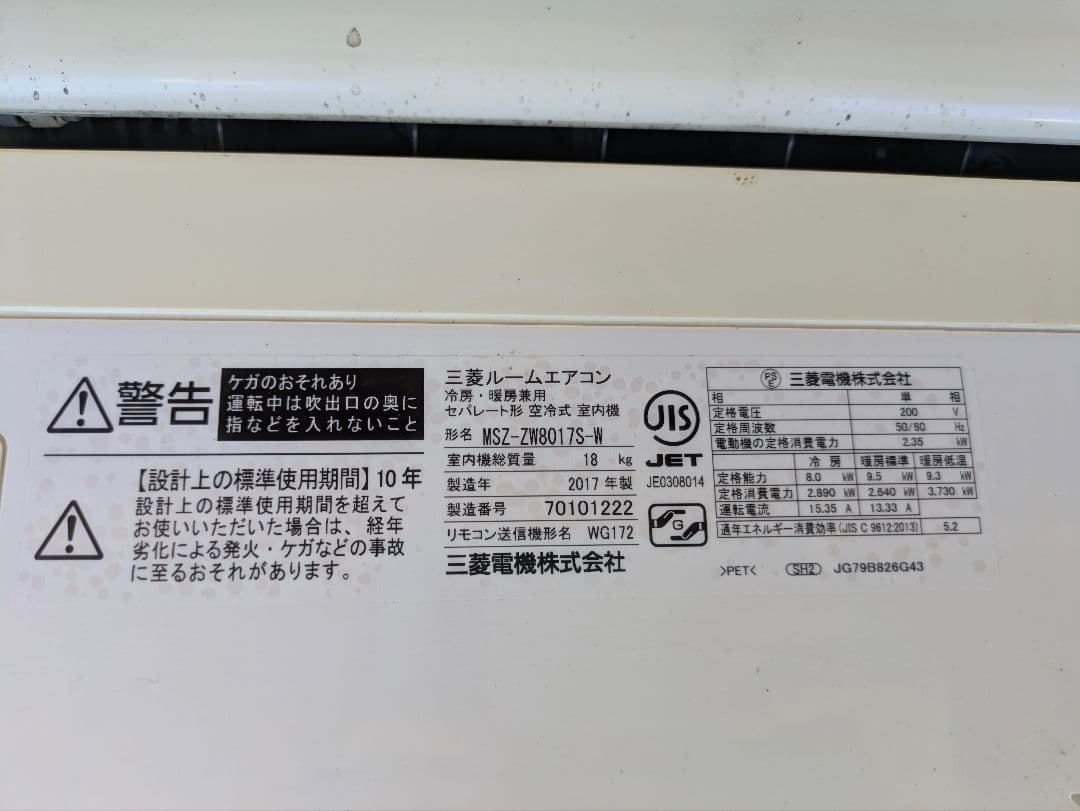 警告
ケガのおそれあり
運転中は吹出口の奥に
指などを入れないこと
【設計上の標準使用期間】10年
設計上の標準使用期間を超えて
お使いいただいた場合は、経年
劣化による発火・ケガなどの事故
に至るおそれがあります。
三菱ルームエアコン
冷房・暖房兼用
セパレート形 空冷式 室内機
形名 MSZ-ZW8017S-W
室内機総質量 18 kg
製造年 2017年製
製造番号 70101222
リモコン送信機形名 WG172
三菱電機株式会社
JIS
JET
JE0308014
G
PSE 三菱電機株式会社
相 単 相
定格電圧 200 V
定格周波数 50/60 Hz
電動機の定格消費電力 2.35 kW
冷房 暖房標準 暖房低温
定格能力 8.0 kW 9.5 kW 9.3 kW
定格消費電力 2.890 kW 2.640 kW 3.730 kW
運転電流 15.35 A 13.33 A
通年エネルギー消費効率(JIS C 9612:2013) 5.2
>PET< SH2 JG79B826G43